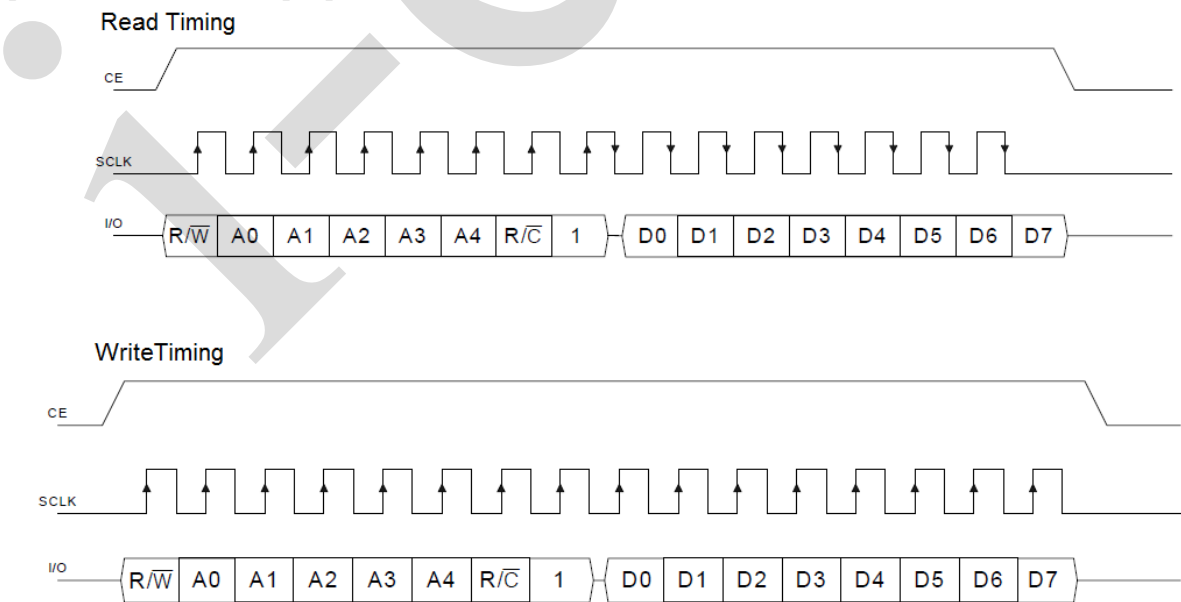 Read Timing
CE
SCLK
I/O R/W̅ A0 A1 A2 A3 A4 R/C̅ 1 D0 D1 D2 D3 D4 D5 D6 D7
WriteTiming
CE
SCLK
I/O R/W̅ A0 A1 A2 A3 A4 R/C̅ 1 D0 D1 D2 D3 D4 D5 D6 D7